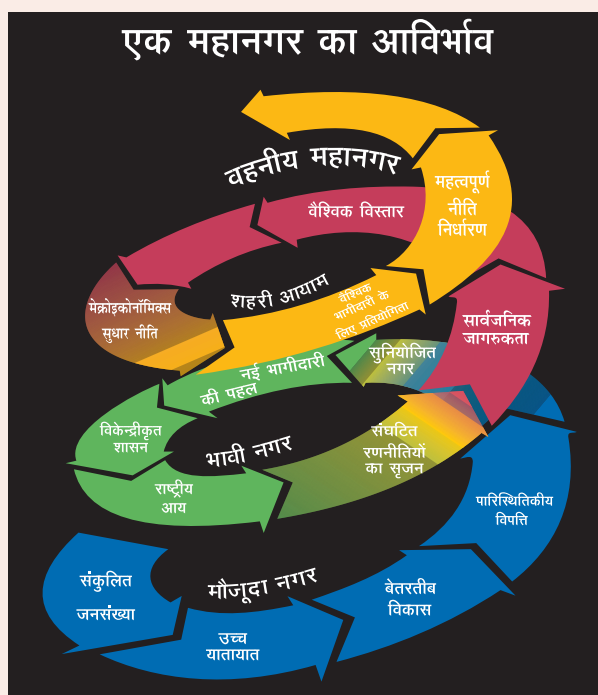 एक महानगर का आविर्भाव
वहनीय महानगर
महत्वपूर्ण
नीति
निर्धारण
वैश्विक विस्तार
शहरी आयाम
वैश्विक
भागीदारी के
लिए प्रतियोगिता
मेक्रोइकोनॉमिक्स
सुधार नीति
सार्वजनिक
जागरुकता
सुनियोजित
नगर
नई भागीदारी
की पहल
विकेन्द्रीकृत
शासन
भावी नगर
संघटित
रणनीतियों
का सृजन
राष्ट्रीय
आय
पारिस्थितिकीय
विपत्ति
संकुलित
जनसंख्या
मौजूदा नगर
बेतरतीब
विकास
उच्च
यातायात